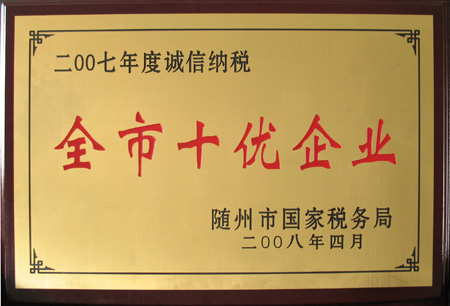 二00七年度诚信纳税
全市十优企业
随州市国家税务局
二00八年四月